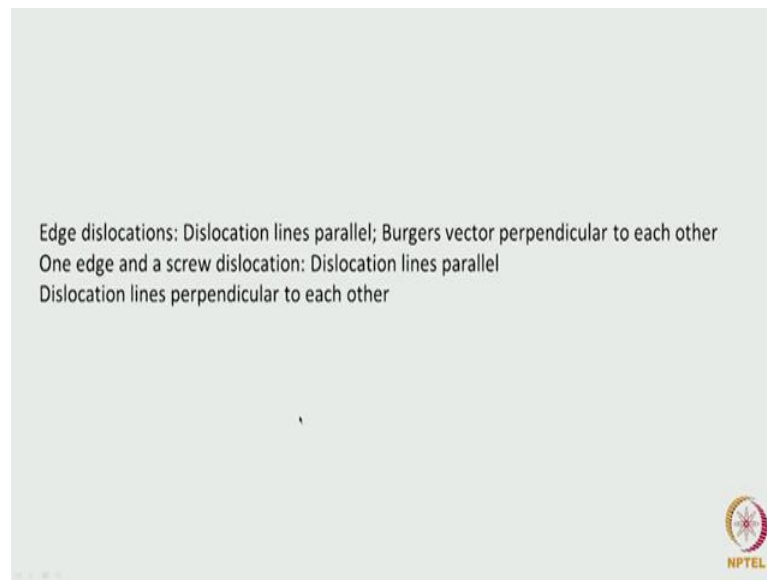 Edge dislocations: Dislocation lines parallel; Burgers vector perpendicular to each other
One edge and a screw dislocation: Dislocation lines parallel
Dislocation lines perpendicular to each other
NPTEL